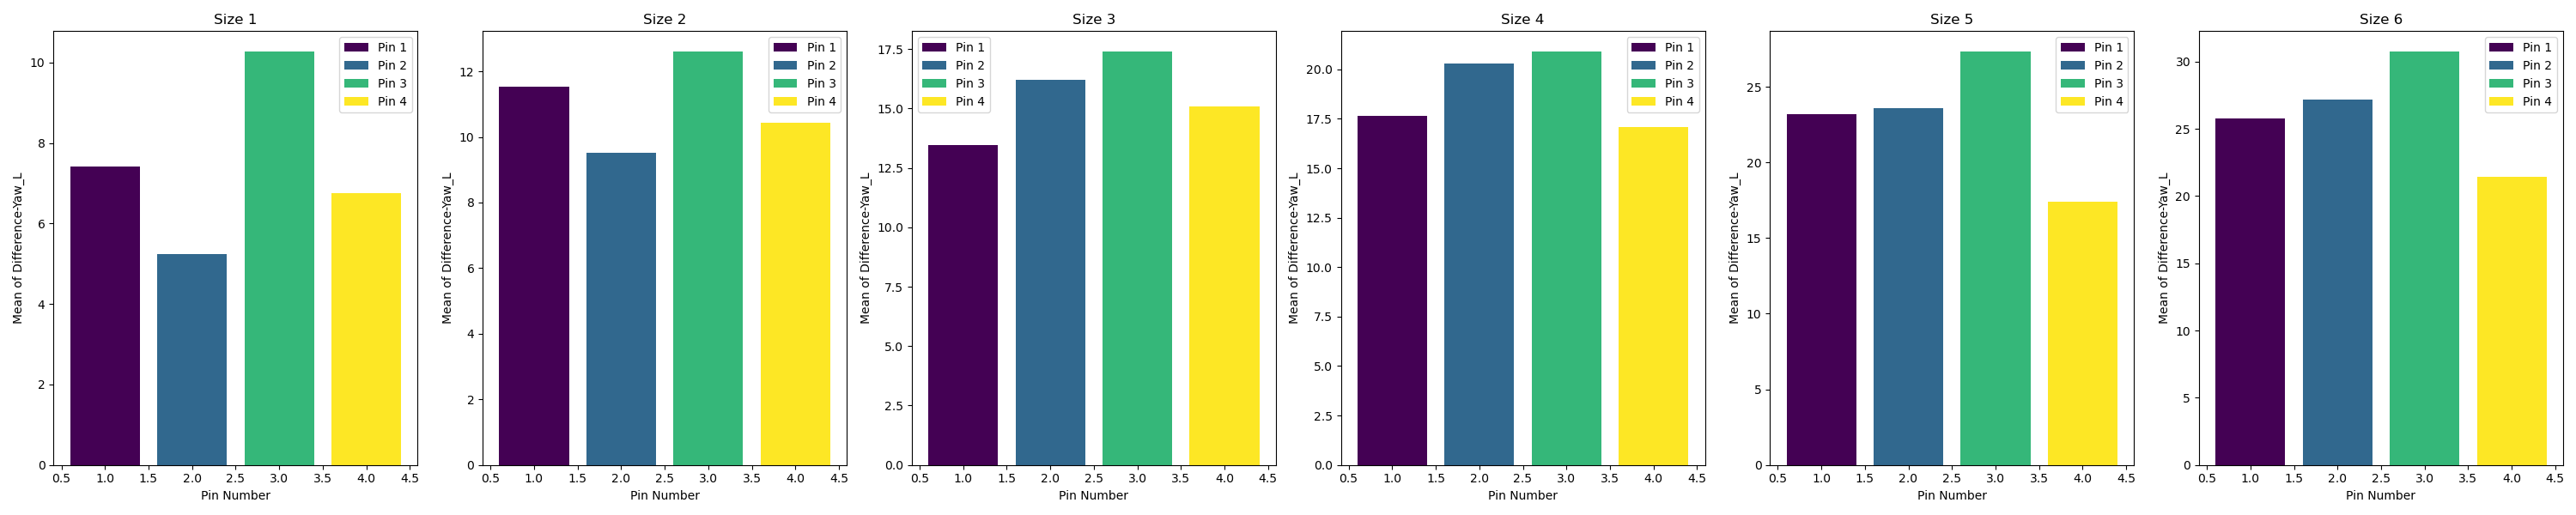 Size 1
Mean of Difference-Yaw_L
10
8
6
4
2
0
Pin 1
Pin 2
Pin 3
Pin 4
0.5 1.0 1.5 2.0 2.5 3.0 3.5 4.0 4.5
Pin Number
Size 2
Mean of Difference-Yaw_L
12
10
8
6
4
2
0
Pin 1
Pin 2
Pin 3
Pin 4
0.5 1.0 1.5 2.0 2.5 3.0 3.5 4.0 4.5
Pin Number
Size 3
Mean of Difference-Yaw_L
17.5
15.0
12.5
10.0
7.5
5.0
2.5
0.0
Pin 1
Pin 2
Pin 3
Pin 4
0.5 1.0 1.5 2.0 2.5 3.0 3.5 4.0 4.5
Pin Number
Size 4
Mean of Difference-Yaw_L
20.0
17.5
15.0
12.5
10.0
7.5
5.0
2.5
0.0
Pin 1
Pin 2
Pin 3
Pin 4
0.5 1.0 1.5 2.0 2.5 3.0 3.5 4.0 4.5
Pin Number
Size 5
Mean of Difference-Yaw_L
25
20
15
10
5
0
Pin 1
Pin 2
Pin 3
Pin 4
0.5 1.0 1.5 2.0 2.5 3.0 3.5 4.0 4.5
Pin Number
Size 6
Mean of Difference-Yaw_L
30
25
20
15
10
5
0
Pin 1
Pin 2
Pin 3
Pin 4
0.5 1.0 1.5 2.0 2.5 3.0 3.5 4.0 4.5
Pin Number